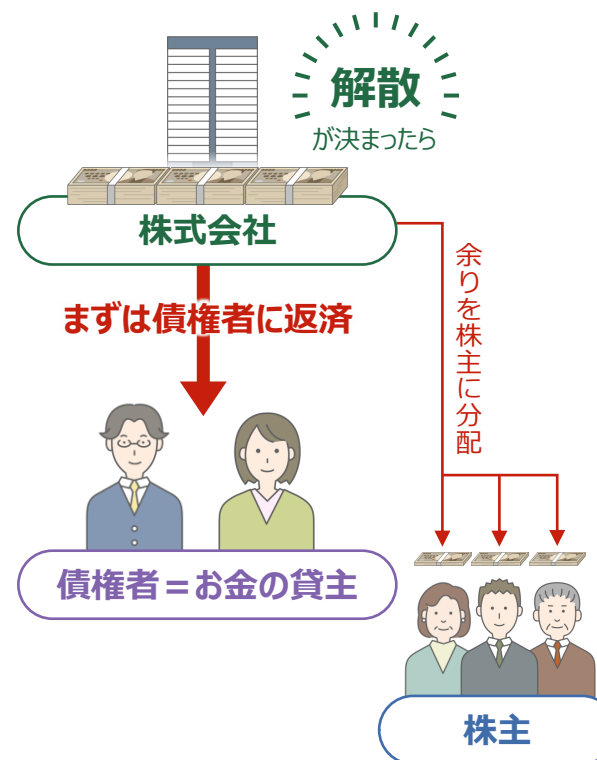 解散
が決まったら
株式会社
まずは債権者に返済
余りを株主に分配
債権者=お金の貸主
株主